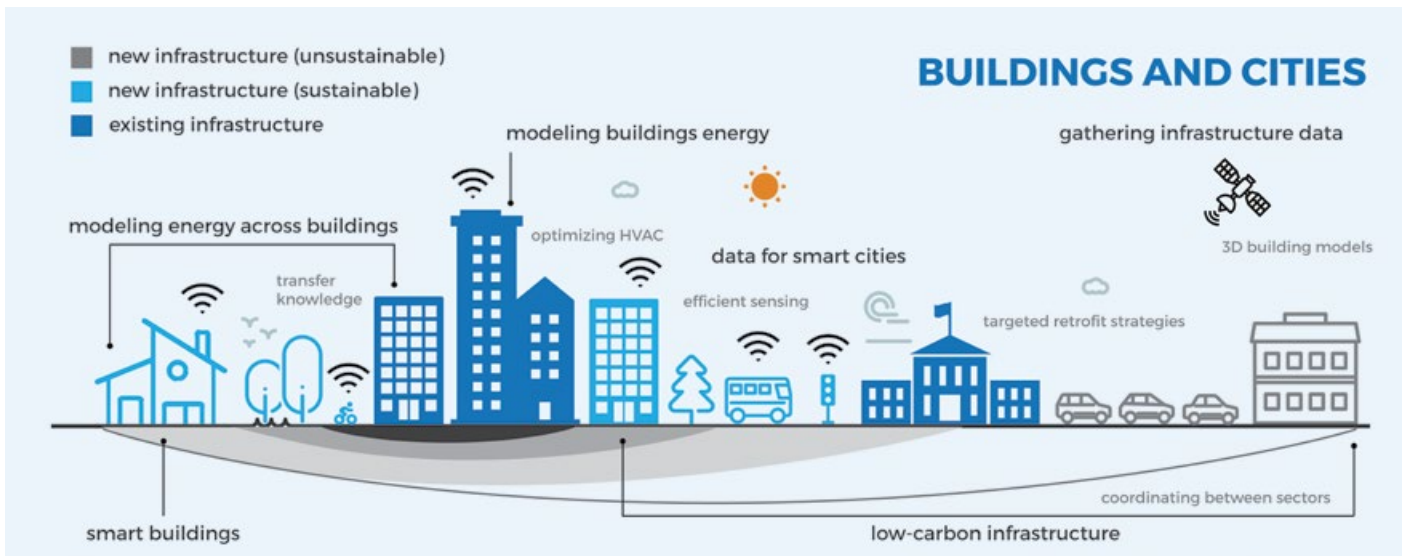 new infrastructure (unsustainable)
new infrastructure (sustainable)
existing infrastructure
BUILDINGS AND CITIES
modeling buildings energy
gathering infrastructure data
modeling energy across buildings
optimizing HVAC
3D building models
data for smart cities
transfer
knowledge
efficient sensing
targeted retrofit strategies
coordinating between sectors
smart buildings
low-carbon infrastructure